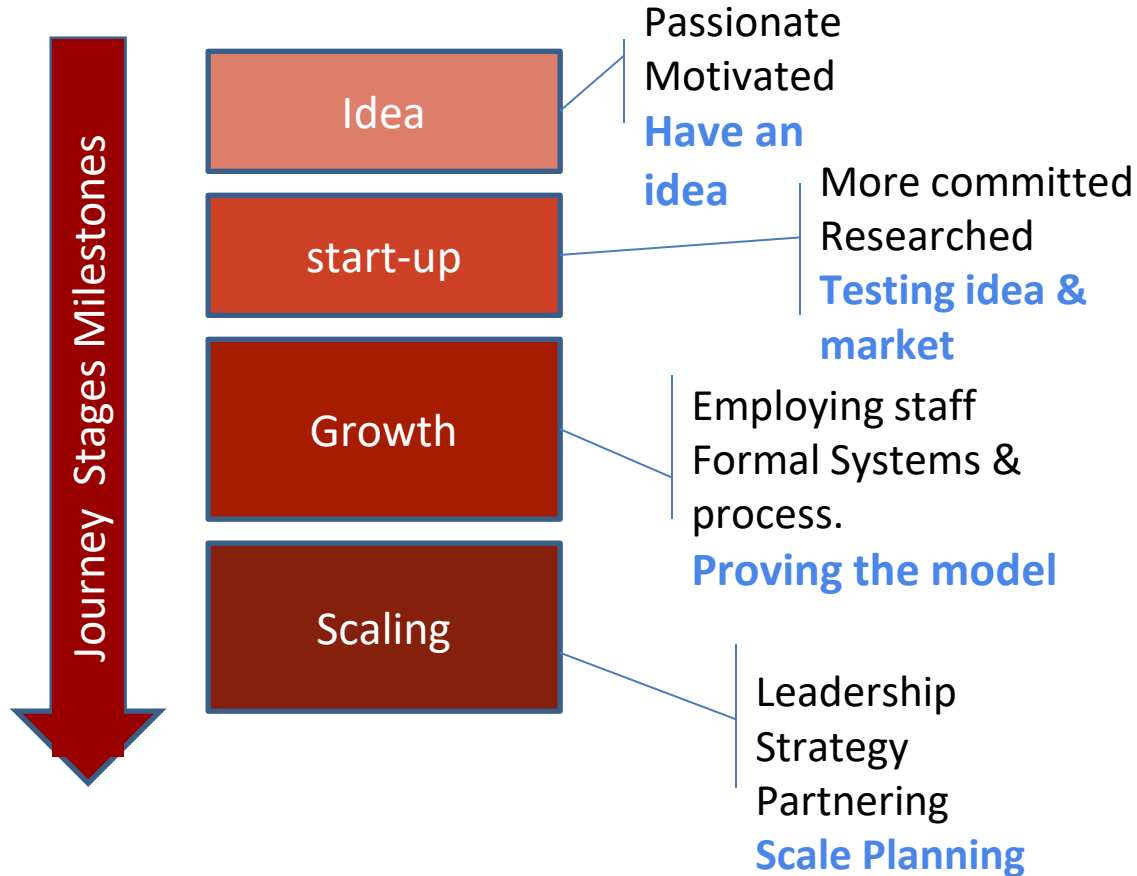 Journey Stages Milestones
Idea
Passionate
Motivated
Have an
idea
start-up
More committed
Researched
Testing idea &
market
Growth
Employing staff
Formal Systems &
process.
Proving the model
Scaling
Leadership
Strategy
Partnering
Scale Planning